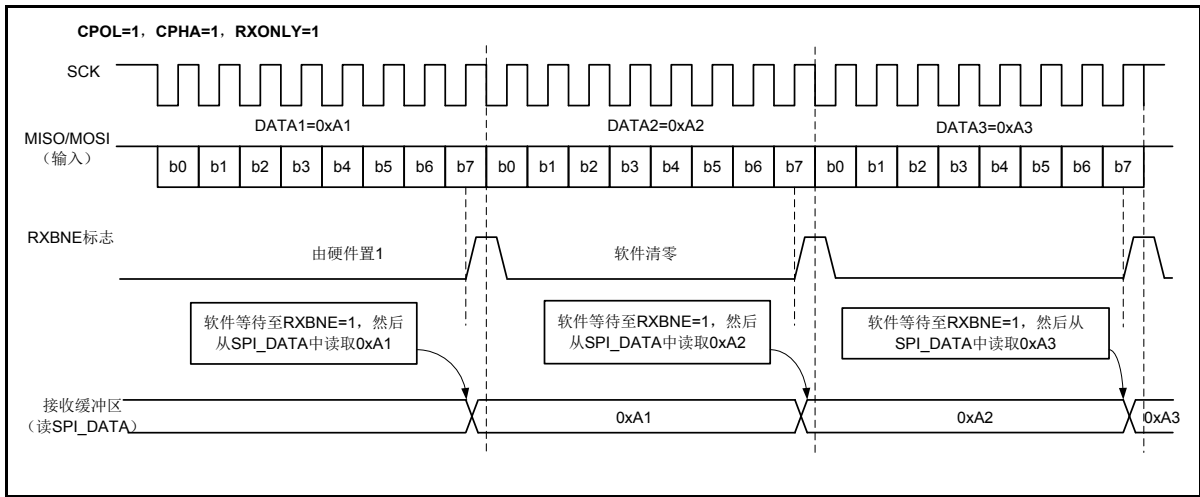 CPOL=1，CPHA=1，RXONLY=1
SCK
DATA1=0xA1
DATA2=0xA2
DATA3=0xA3
MISO/MOSI
（输入）
b0 b1 b2 b3 b4 b5 b6 b7 b0 b1 b2 b3 b4 b5 b6 b7 b0 b1 b2 b3 b4 b5 b6 b7
RXBNE标志
由硬件置1
软件清零
软件等待至RXBNE=1，然后
从SPI_DATA中读取0xA1
软件等待至RXBNE=1，然后
从SPI_DATA中读取0xA2
软件等待至RXBNE=1，然后从
SPI_DATA中读取0xA3
接收缓冲区
（读SPI_DATA）
0xA1
0xA2
0xA3